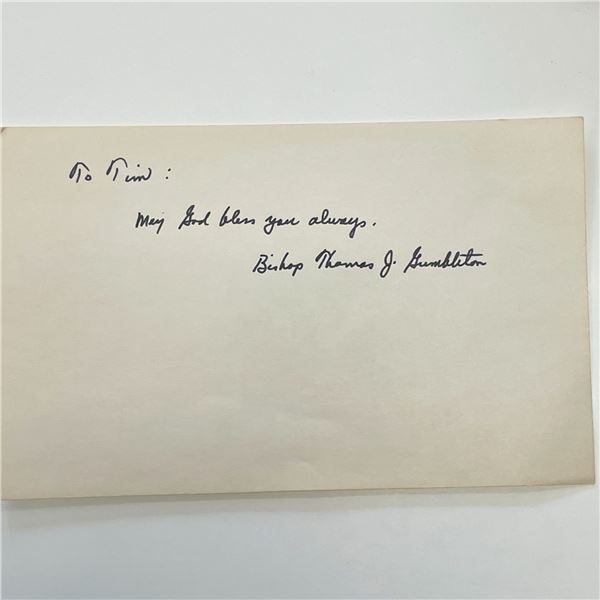 To Tim:
May God bless you always.
Bishop Thomas J. Gumbleton